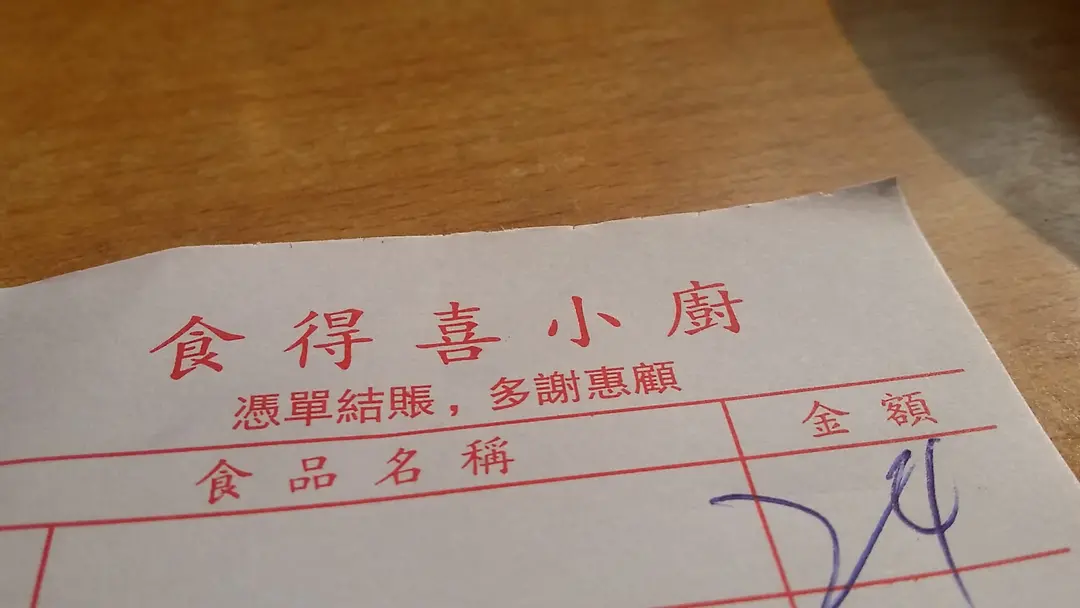 食得喜小廚
憑單結賬，多謝惠顧
食品名稱 金額
24